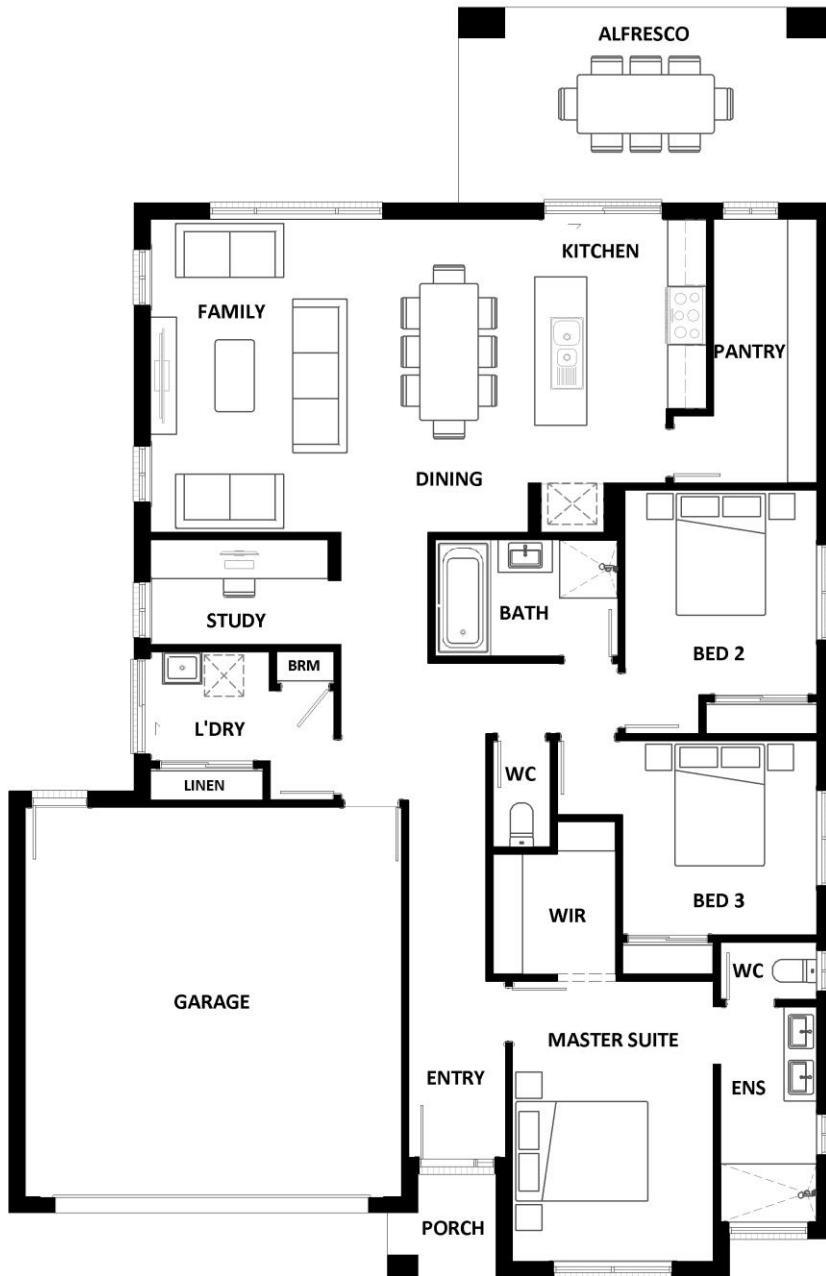 ALFRESCO
KITCHEN
FAMILY
PANTRY
DINING
STUDY
BATH
BED 2
BRM
L'DRY
LINEN
WC
BED 3
WIR
WC
GARAGE
MASTER SUITE
ENTRY
ENS
PORCH